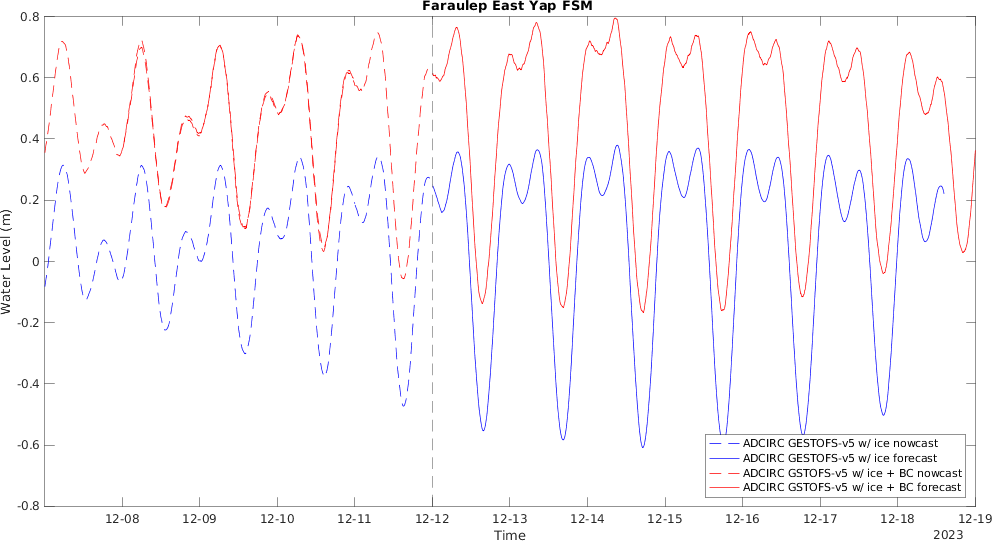 Faraulep East Yap FSM
0.8
0.6
0.4
0.2
0
-0.2
-0.4
-0.6
-0.8
Water Level (m)
ADCIRC GESTOFS-v5 w/ ice nowcast
ADCIRC GESTOFS-v5 w/ ice forecast
ADCIRC GSTOFS-v5 w/ ice + BC nowcast
ADCIRC GSTOFS-v5 w/ ice + BC forecast
12-08 12-09 12-10 12-11 12-12 12-13 12-14 12-15 12-16 12-17 12-18 12-19
Time
2023